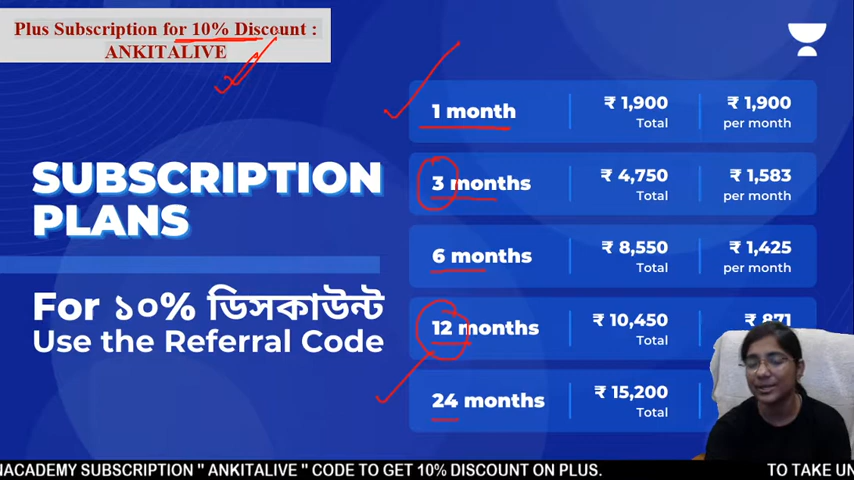 Plus Subscription for 10% Discount :
ANKITALIVE
SUBSCRIPTION
PLANS
For ১০% ডিসকাউন্ট
Use the Referral Code
1 month ₹ 1,900 Total ₹ 1,900 per month
3 months ₹ 4,750 Total ₹ 1,583 per month
6 months ₹ 8,550 Total ₹ 1,425 per month
12 months ₹ 10,450 Total ₹ 871
24 months ₹ 15,200 Total
NACADEMY SUBSCRIPTION " ANKITALIVE " CODE TO GET 10% DISCOUNT ON PLUS. TO TAKE UN